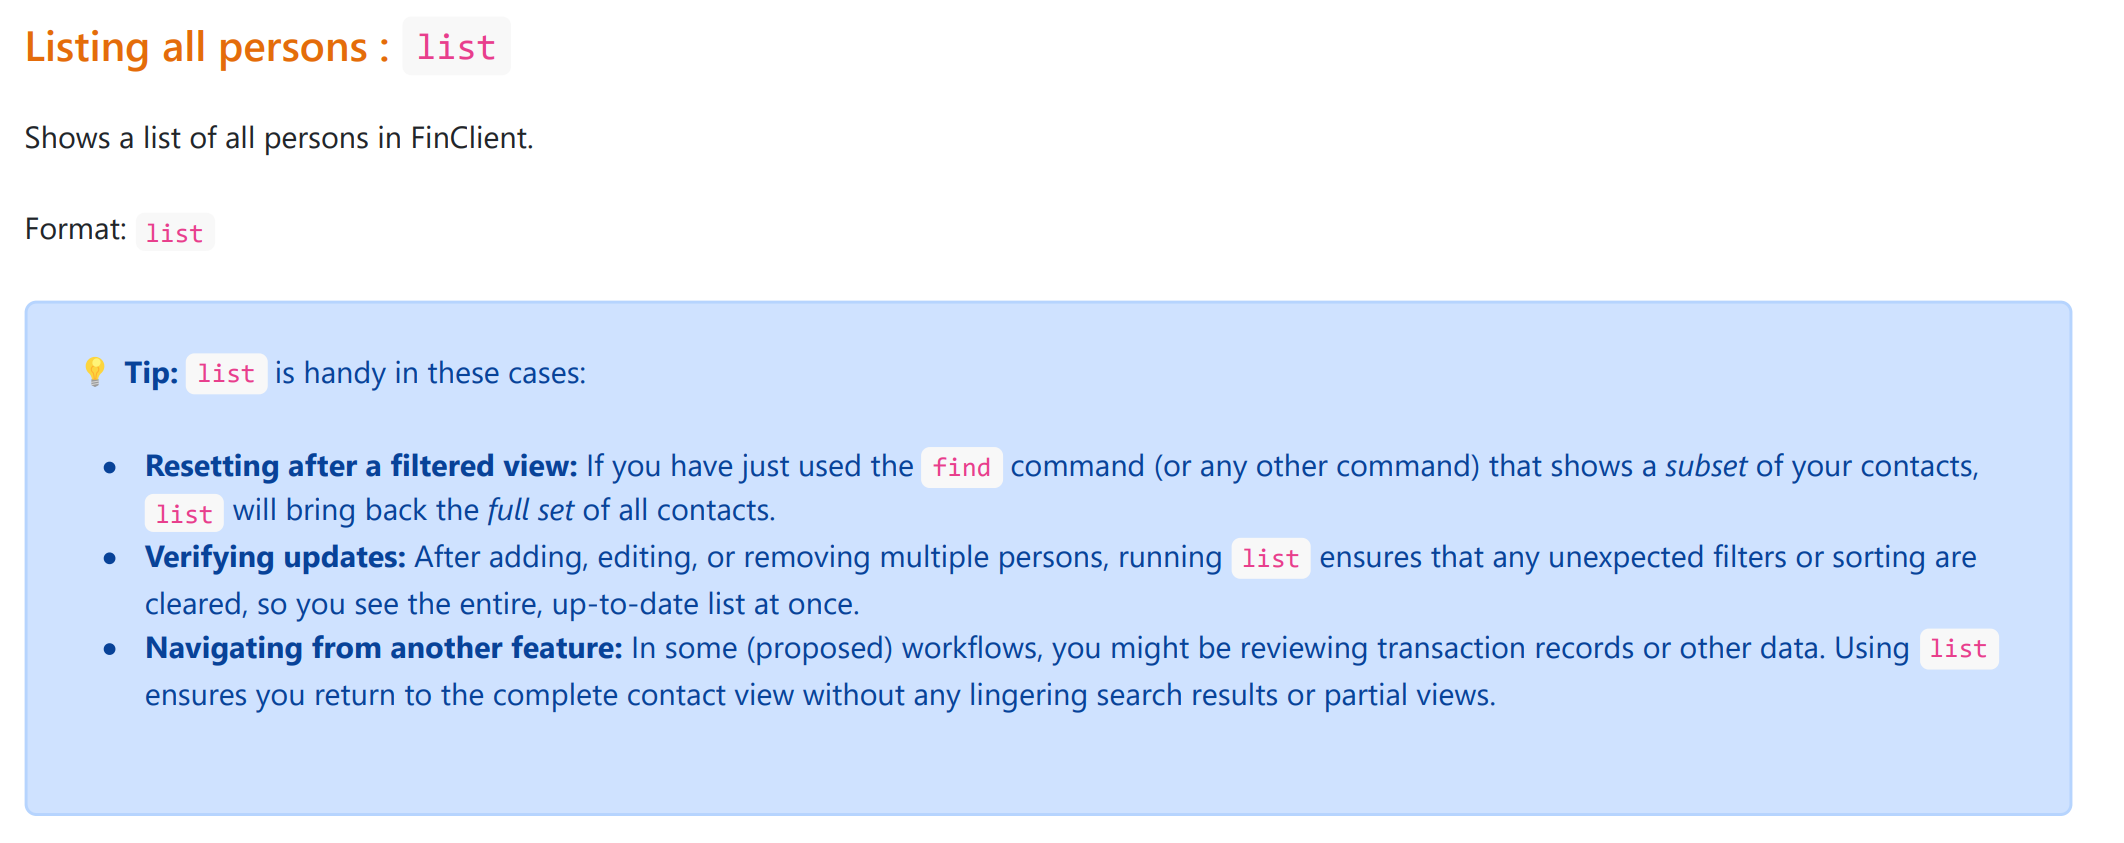 Listing all persons : list
Shows a list of all persons in FinClient.
Format: list
Tip: list is handy in these cases:
Resetting after a filtered view: If you have just used the find command (or any other command) that shows a subset of your contacts,
list will bring back the full set of all contacts.
Verifying updates: After adding, editing, or removing multiple persons, running list ensures that any unexpected filters or sorting are
cleared, so you see the entire, up-to-date list at once.
Navigating from another feature: In some (proposed) workflows, you might be reviewing transaction records or other data. Using list
ensures you return to the complete contact view without any lingering search results or partial views.